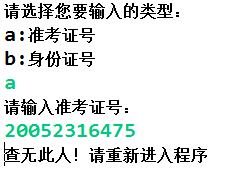 请选择您要输入的类型：
a:准考证号
b:身份证号
a
请输入准考证号：
20052316475
查无此人！请重新进入程序